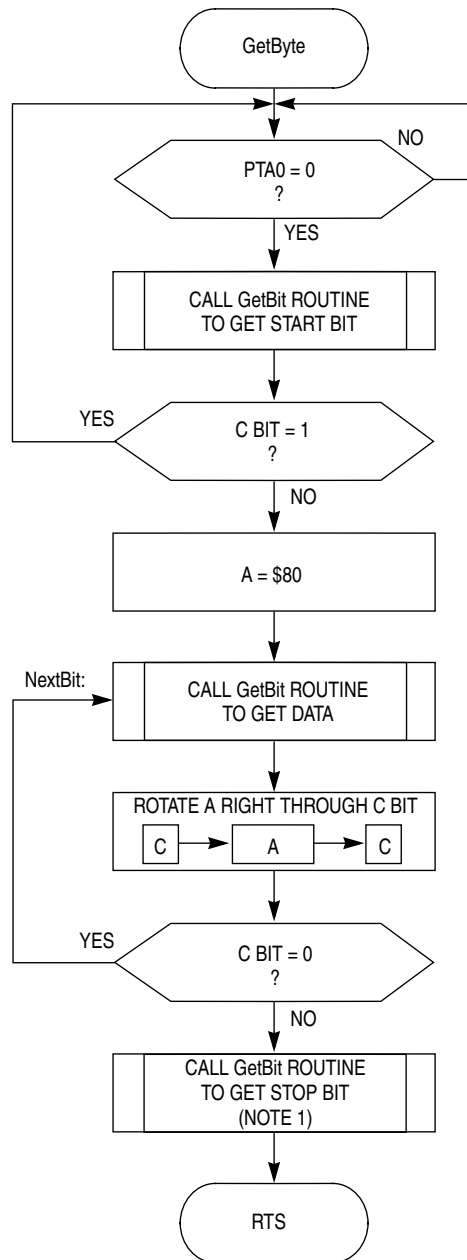 GetByte
NO
PTA0 = 0
?
YES
CALL GetBit ROUTINE
TO GET START BIT
YES
C BIT = 1
?
NO
A = $80
NextBit:
CALL GetBit ROUTINE
TO GET DATA
ROTATE A RIGHT THROUGH C BIT
C A C
YES
C BIT = 0
?
NO
CALL GetBit ROUTINE
TO GET STOP BIT
(NOTE 1)
RTS